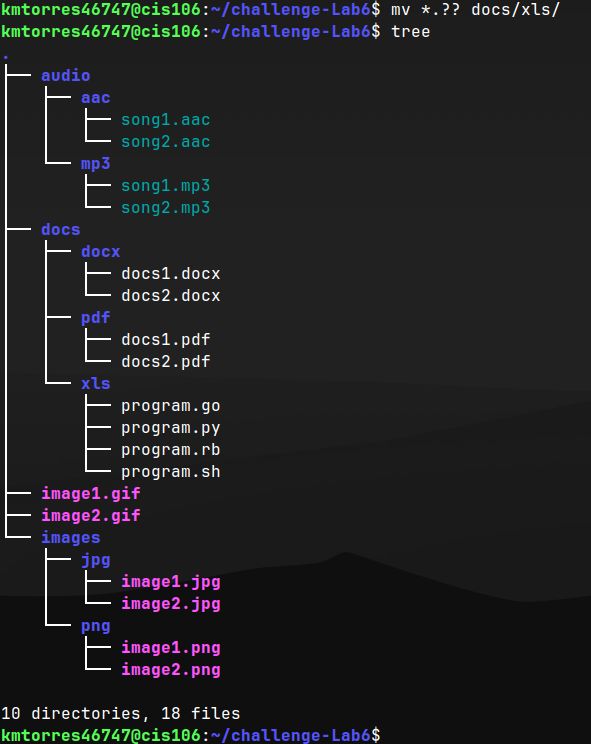 kmtorres46747@cis106:~/challenge-Lab6$ mv *.?? docs/xls/
kmtorres46747@cis106:~/challenge-Lab6$ tree
.
├── audio
│   ├── aac
│   │   ├── song1.aac
│   │   └── song2.aac
│   └── mp3
│       ├── song1.mp3
│       └── song2.mp3
├── docs
│   ├── docx
│   │   ├── docs1.docx
│   │   └── docs2.docx
│   ├── pdf
│   │   ├── docs1.pdf
│   │   └── docs2.pdf
│   └── xls
│       ├── program.go
│       ├── program.py
│       ├── program.rb
│       └── program.sh
├── image1.gif
├── image2.gif
└── images
    ├── jpg
    │   ├── image1.jpg
    │   └── image2.jpg
    └── png
        ├── image1.png
        └── image2.png

10 directories, 18 files
kmtorres46747@cis106:~/challenge-Lab6$